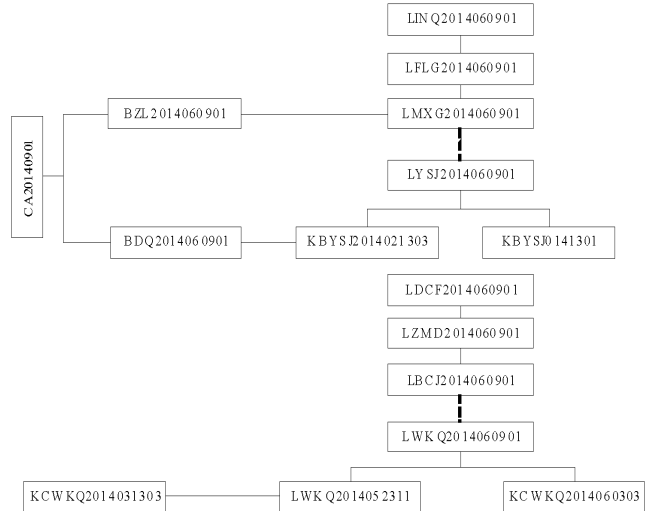 LINQ2014060901
LFLG2014060901
BZL2014060901
LMXG2014060901
CA20140901
LYSJ2014060901
BDQ2014060901
KBYSJ2014021303
KBYSJ0141301
LDCF2014060901
LZMD2014060901
LBCJ2014060901
LWKQ2014060901
KCWKQ2014031303
LWKQ2014052311
KCWKQ2014060303